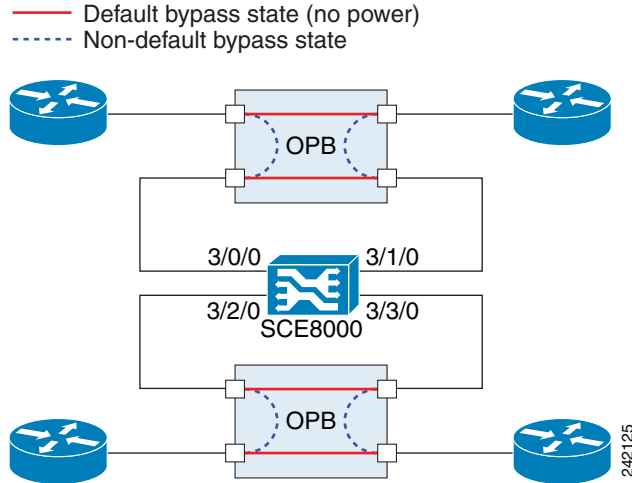 Default bypass state (no power)
Non-default bypass state
OPB
3/0/0
3/1/0
3/2/0
3/3/0
SCE8000
OPB
242125